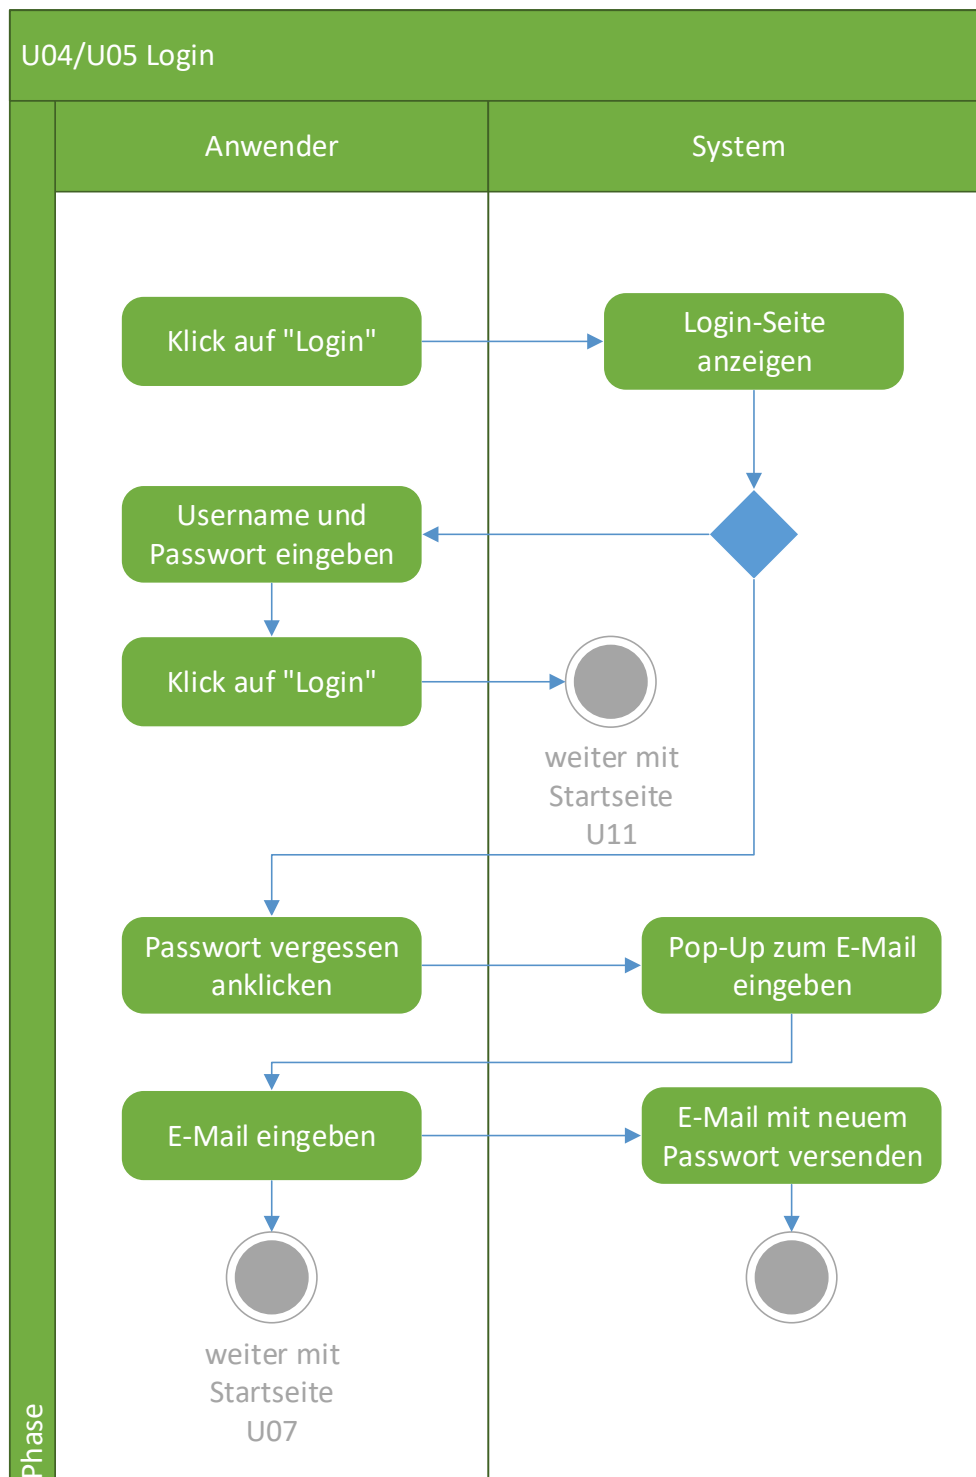 U04/U05 Login
Anwender
System
Klick auf "Login"
Login-Seite
anzeigen
Username und
Passwort eingeben
Klick auf "Login"
weiter mit
Startseite
U11
Passwort vergessen
anklicken
Pop-Up zum E-Mail
eingeben
E-Mail eingeben
E-Mail mit neuem
Passwort versenden
weiter mit
Startseite
U07
Phase